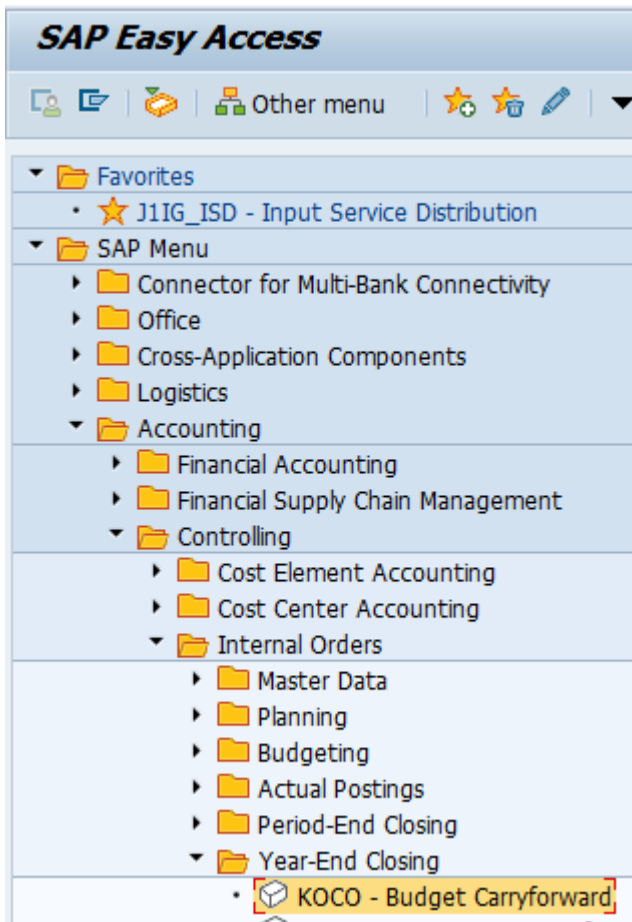 SAP Easy Access
Other menu
Favorites
J1IG_ISD - Input Service Distribution
SAP Menu
Connector for Multi-Bank Connectivity
Office
Cross-Application Components
Logistics
Accounting
Financial Accounting
Financial Supply Chain Management
Controlling
Cost Element Accounting
Cost Center Accounting
Internal Orders
Master Data
Planning
Budgeting
Actual Postings
Period-End Closing
Year-End Closing
KOCO - Budget Carryforward